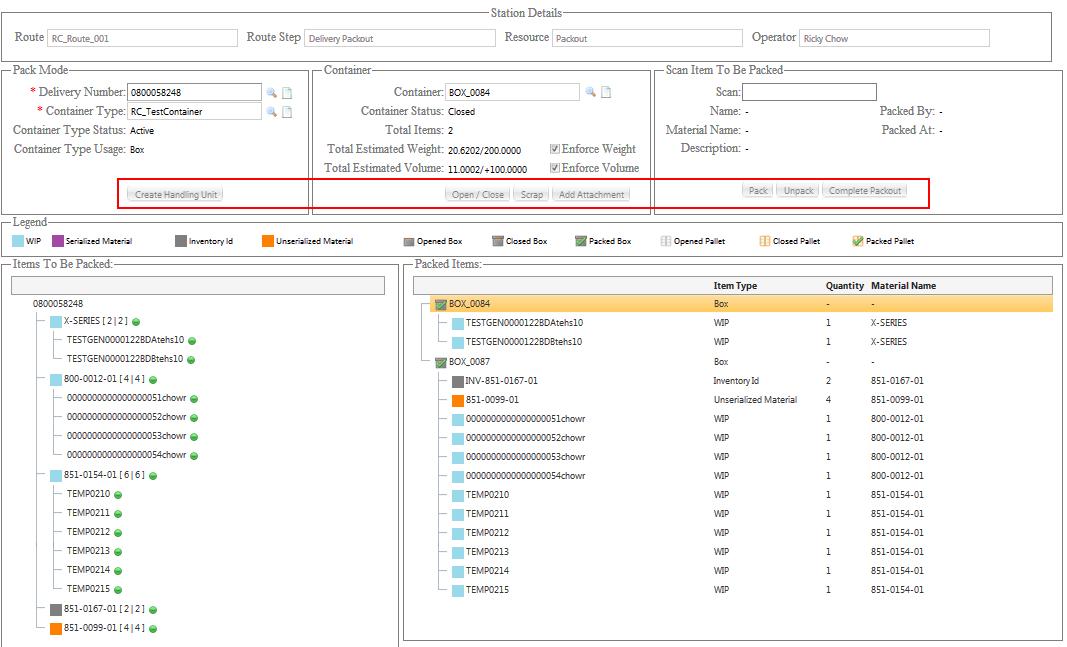 Station Details
Route RC_Route_001 Route Step Delivery Packout Resource Packout Operator Ricky Chow
Pack Mode
* Delivery Number: 0800058248
* Container Type: RC_TestContainer
Container Type Status: Active
Container Type Usage: Box
Create Handling Unit
Container
Container: BOX_0084
Container Status: Closed
Total Items: 2
Total Estimated Weight: 20.6202/200.0000 Enforce Weight
Total Estimated Volume: 11.0002/+100.0000 Enforce Volume
Open / Close Scrap Add Attachment
Scan Item To Be Packed
Scan:
Name: - Packed By: -
Material Name: - Packed At: -
Description: -
Pack Unpack Complete Packout
Legend
WIP Serialized Material Inventory Id Unserialized Material Opened Box Closed Box Packed Box Opened Pallet Closed Pallet Packed Pallet
Items To Be Packed:
0800058248
X-SERIES [ 2 | 2 ]
TESTGEN0000122BDAtehs10
TESTGEN0000122BDBtehs10
800-0012-01 [ 4 | 4 ]
0000000000000000051chowr
0000000000000000052chowr
0000000000000000053chowr
0000000000000000054chowr
851-0154-01 [ 6 | 6 ]
TEMP0210
TEMP0211
TEMP0212
TEMP0213
TEMP0214
TEMP0215
851-0167-01 [ 2 | 2 ]
851-0099-01 [ 4 | 4 ]
Packed Items:
Item Type Quantity Material Name
BOX_0084 Box - -
TESTGEN0000122BDAtehs10 WIP 1 X-SERIES
TESTGEN0000122BDBtehs10 WIP 1 X-SERIES
BOX_0087 Box - -
INV-851-0167-01 Inventory Id 2 851-0167-01
851-0099-01 Unserialized Material 4 851-0099-01
0000000000000000051chowr WIP 1 800-0012-01
0000000000000000052chowr WIP 1 800-0012-01
0000000000000000053chowr WIP 1 800-0012-01
0000000000000000054chowr WIP 1 800-0012-01
TEMP0210 WIP 1 851-0154-01
TEMP0211 WIP 1 851-0154-01
TEMP0212 WIP 1 851-0154-01
TEMP0213 WIP 1 851-0154-01
TEMP0214 WIP 1 851-0154-01
TEMP0215 WIP 1 851-0154-01